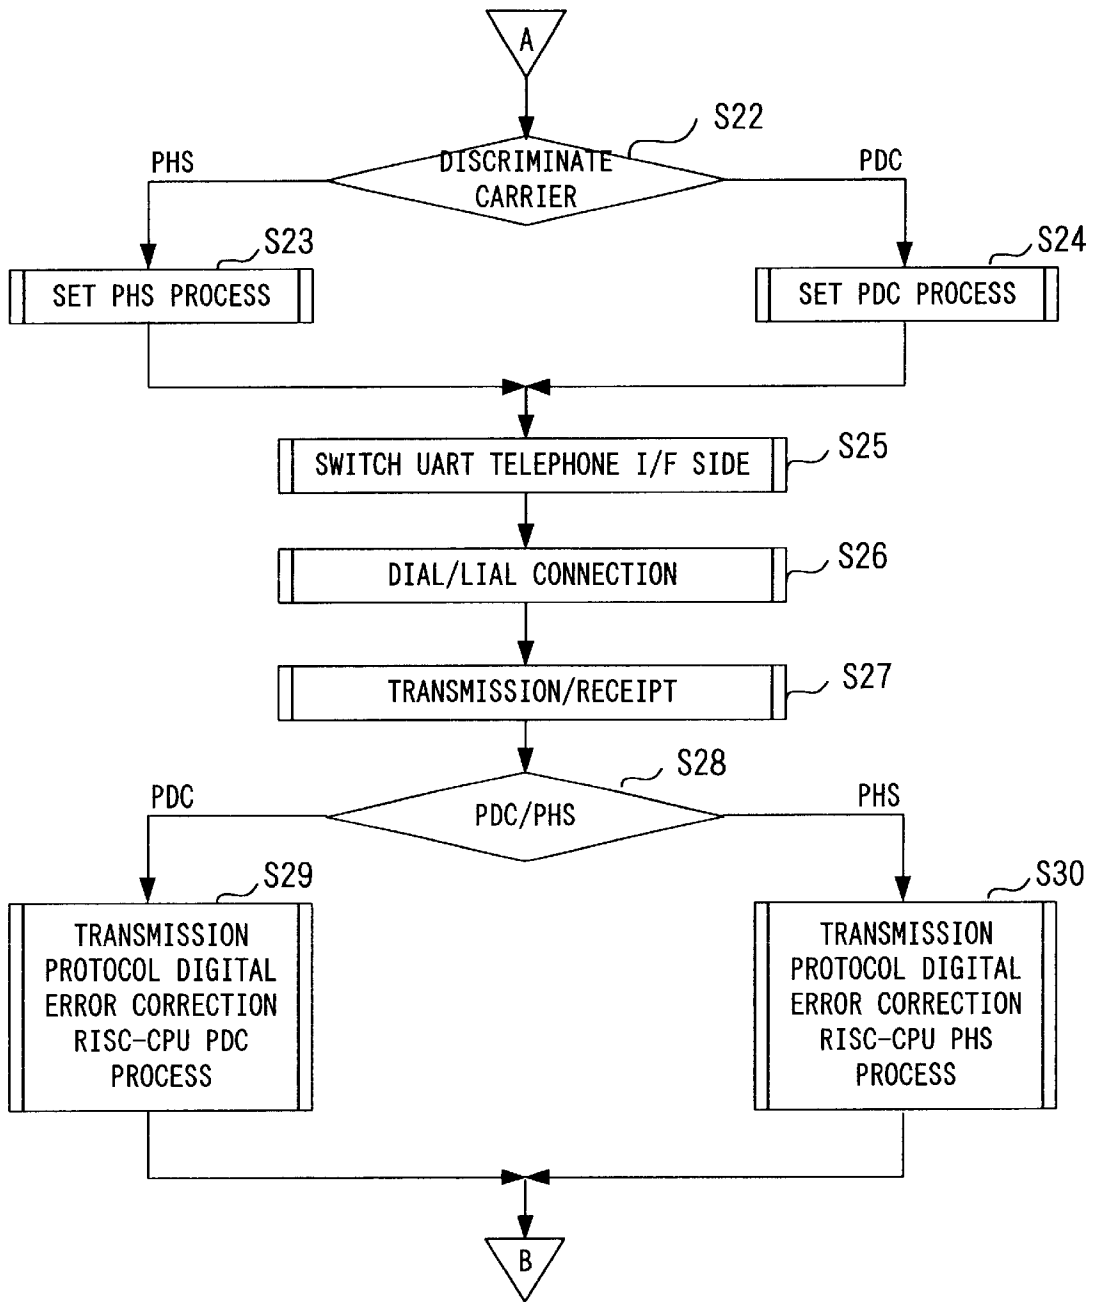 A
S22
DISCRIMINATE
CARRIER
PHS
PDC
S23
SET PHS PROCESS
S24
SET PDC PROCESS
S25
SWITCH UART TELEPHONE I/F SIDE
S26
DIAL/LIAL CONNECTION
S27
TRANSMISSION/RECEIPT
S28
PDC/PHS
PDC
PHS
S29
TRANSMISSION
PROTOCOL DIGITAL
ERROR CORRECTION
RISC-CPU PDC
PROCESS
S30
TRANSMISSION
PROTOCOL DIGITAL
ERROR CORRECTION
RISC-CPU PHS
PROCESS
B